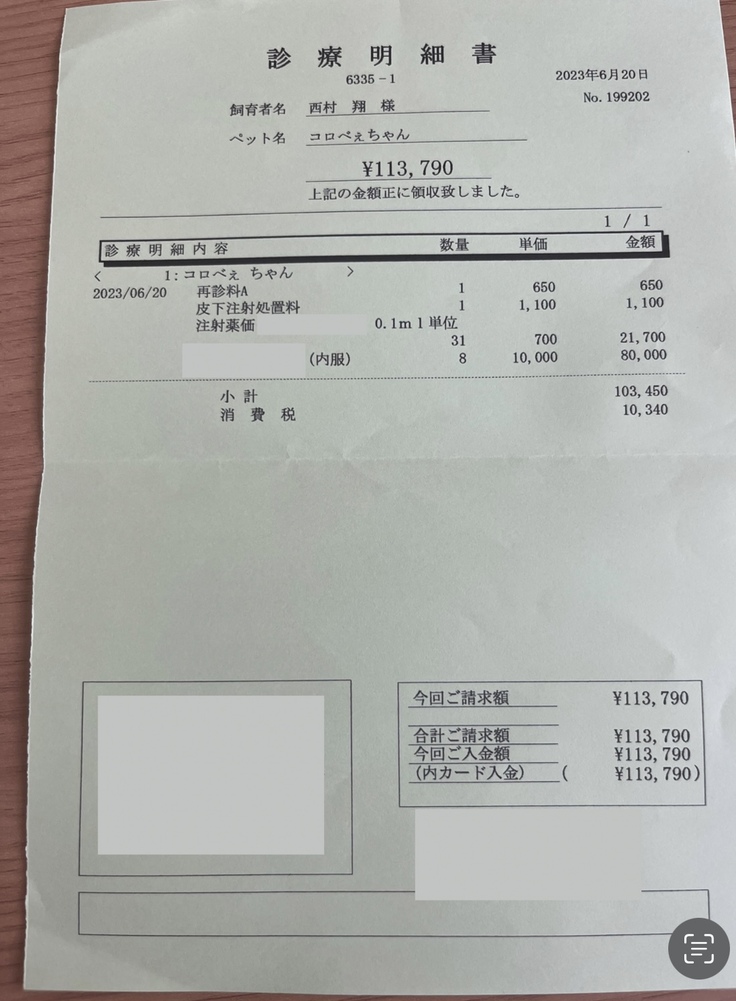 診療明細書
6335-1
2023年6月20日
No.199202
飼育者名 西村 翔 様
ペット名 コロべぇちゃん
¥113,790
上記の金額正に領収致しました。
1 / 1
診療明細内容 数量 単価 金額
< 1:コロべぇ ちゃん >
2023/06/20 再診料A 1 650 650
皮下注射処置料 1 1,100 1,100
注射薬価 0.1ml単位
31 700 21,700
(内服) 8 10,000 80,000
小計 103,450
消費税 10,340
今回ご請求額 ¥113,790
合計ご請求額 ¥113,790
今回ご入金額 ¥113,790
(内カード入金) ( ¥113,790)